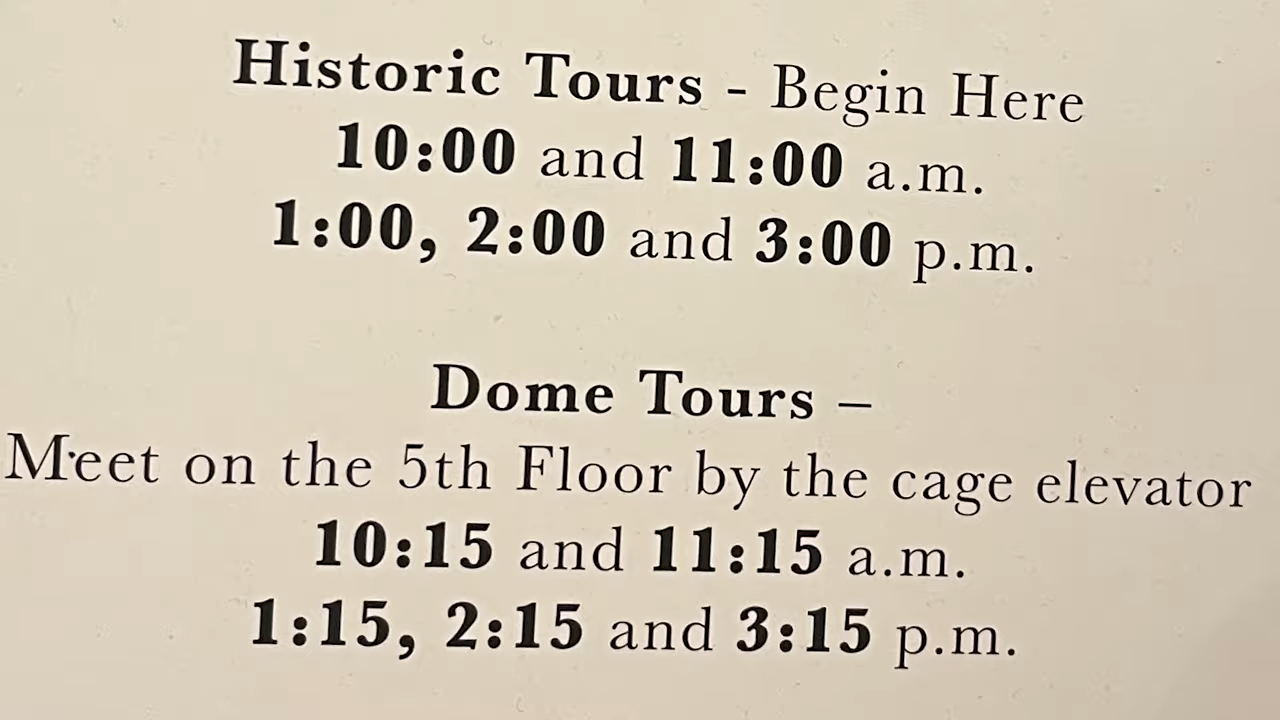 Historic Tours - Begin Here
10:00 and 11:00 a.m.
1:00, 2:00 and 3:00 p.m.
Dome Tours –
Meet on the 5th Floor by the cage elevator
10:15 and 11:15 a.m.
1:15, 2:15 and 3:15 p.m.